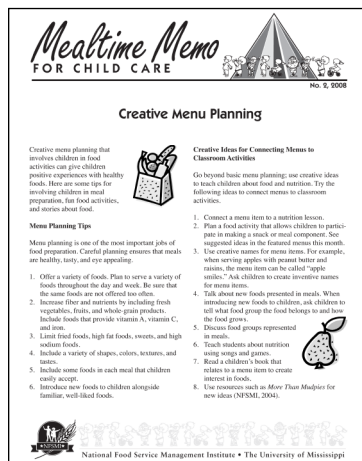 Mealtime Memo
FOR CHILD CARE
No. 2, 2008
Creative Menu Planning
Creative menu planning that
involves children in food
activities can give children
positive experiences with healthy
foods. Here are some tips for
involving children in meal
preparation, fun food activities,
and stories about food.
Menu Planning Tips
Menu planning is one of the most important jobs of
food preparation. Careful planning ensures that meals
are healthy, tasty, and eye appealing.
1. Offer a variety of foods. Plan to serve a variety of
foods throughout the day and week. Be sure that
the same foods are not offered too often.
2. Increase fiber and nutrients by including fresh
vegetables, fruits, and whole-grain products.
Include foods that provide vitamin A, vitamin C,
and iron.
3. Limit fried foods, high fat foods, sweets, and high
sodium foods.
4. Include a variety of shapes, colors, textures, and
tastes.
5. Include some foods in each meal that children
easily accept.
6. Introduce new foods to children alongside
familiar, well-liked foods.
Creative Ideas for Connecting Menus to
Classroom Activities
Go beyond basic menu planning; use creative ideas
to teach children about food and nutrition. Try the
following ideas to connect menus to classroom
activities.
1. Connect a menu item to a nutrition lesson.
2. Plan a food activity that allows children to partici-
pate in making a snack or meal component. See
suggested ideas in the featured menus this month.
3. Use creative names for menu items. For example,
when serving apples with peanut butter and
raisins, the menu item can be called "apple
smiles." Ask children to create inventive names
for menu items.
4. Talk about new foods presented in meals. When
introducing new foods to children, ask children to
tell what food group the food belongs to and how
the food grows.
5. Discuss food groups represented
in meals.
6. Teach students about nutrition
using songs and games.
7. Read a children's book that
relates to a menu item to create
interest in foods.
8. Use resources such as More Than Mudpies for
new ideas (NFSMI, 2004).
NFSMI
National Food Service Management Institute • The University of Mississippi